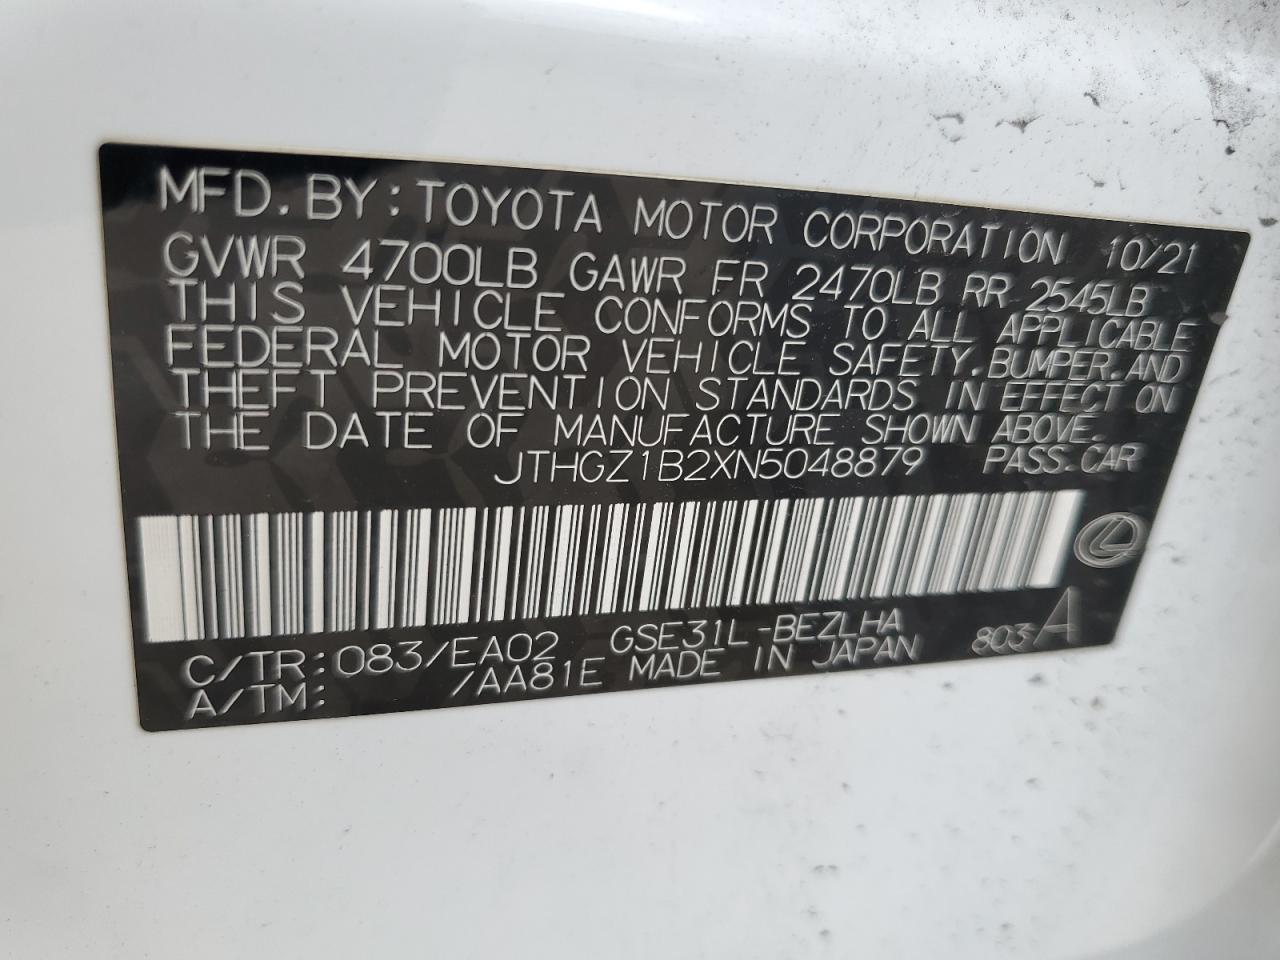 MFD. BY: TOYOTA MOTOR CORPORATION 10/21
GVWR 4700LB GAWR FR 2470LB RR 2545LB
THIS VEHICLE CONFORMS TO ALL APPLICABLE
FEDERAL MOTOR VEHICLE SAFETY, BUMPER, AND
THEFT PREVENTION STANDARDS IN EFFECT ON
THE DATE OF MANUFACTURE SHOWN ABOVE.
JTHGZ1B2XN5048879 PASS. CAR
C/TR: 083/EA02 GSE31L-BEZLHA
A/TM: /AA81E MADE IN JAPAN 803- A